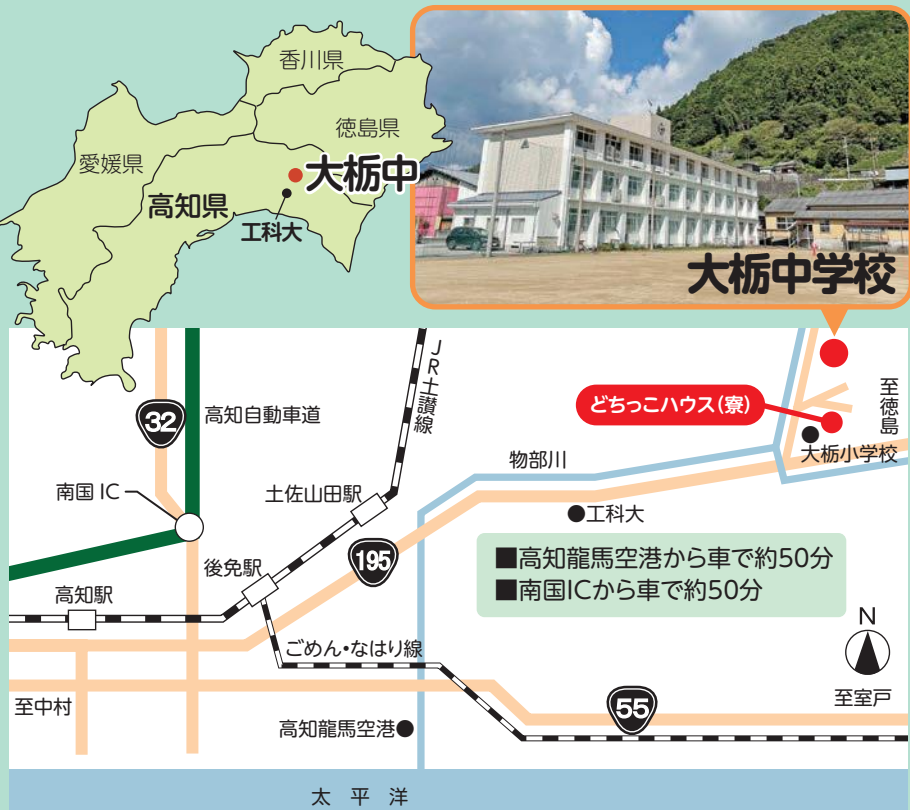 香川県
徳島県
愛媛県
大栃中
高知県
工科大
大栃中学校
JR土讃線
32
高知自動車道
どちっこハウス(寮)
至徳島
大栃小学校
物部川
南国 IC
土佐山田駅
工科大
195
■高知龍馬空港から車で約50分
■南国ICから車で約50分
後免駅
高知駅
N
ごめん・なはり線
至中村
至室戸
55
高知龍馬空港
太平洋